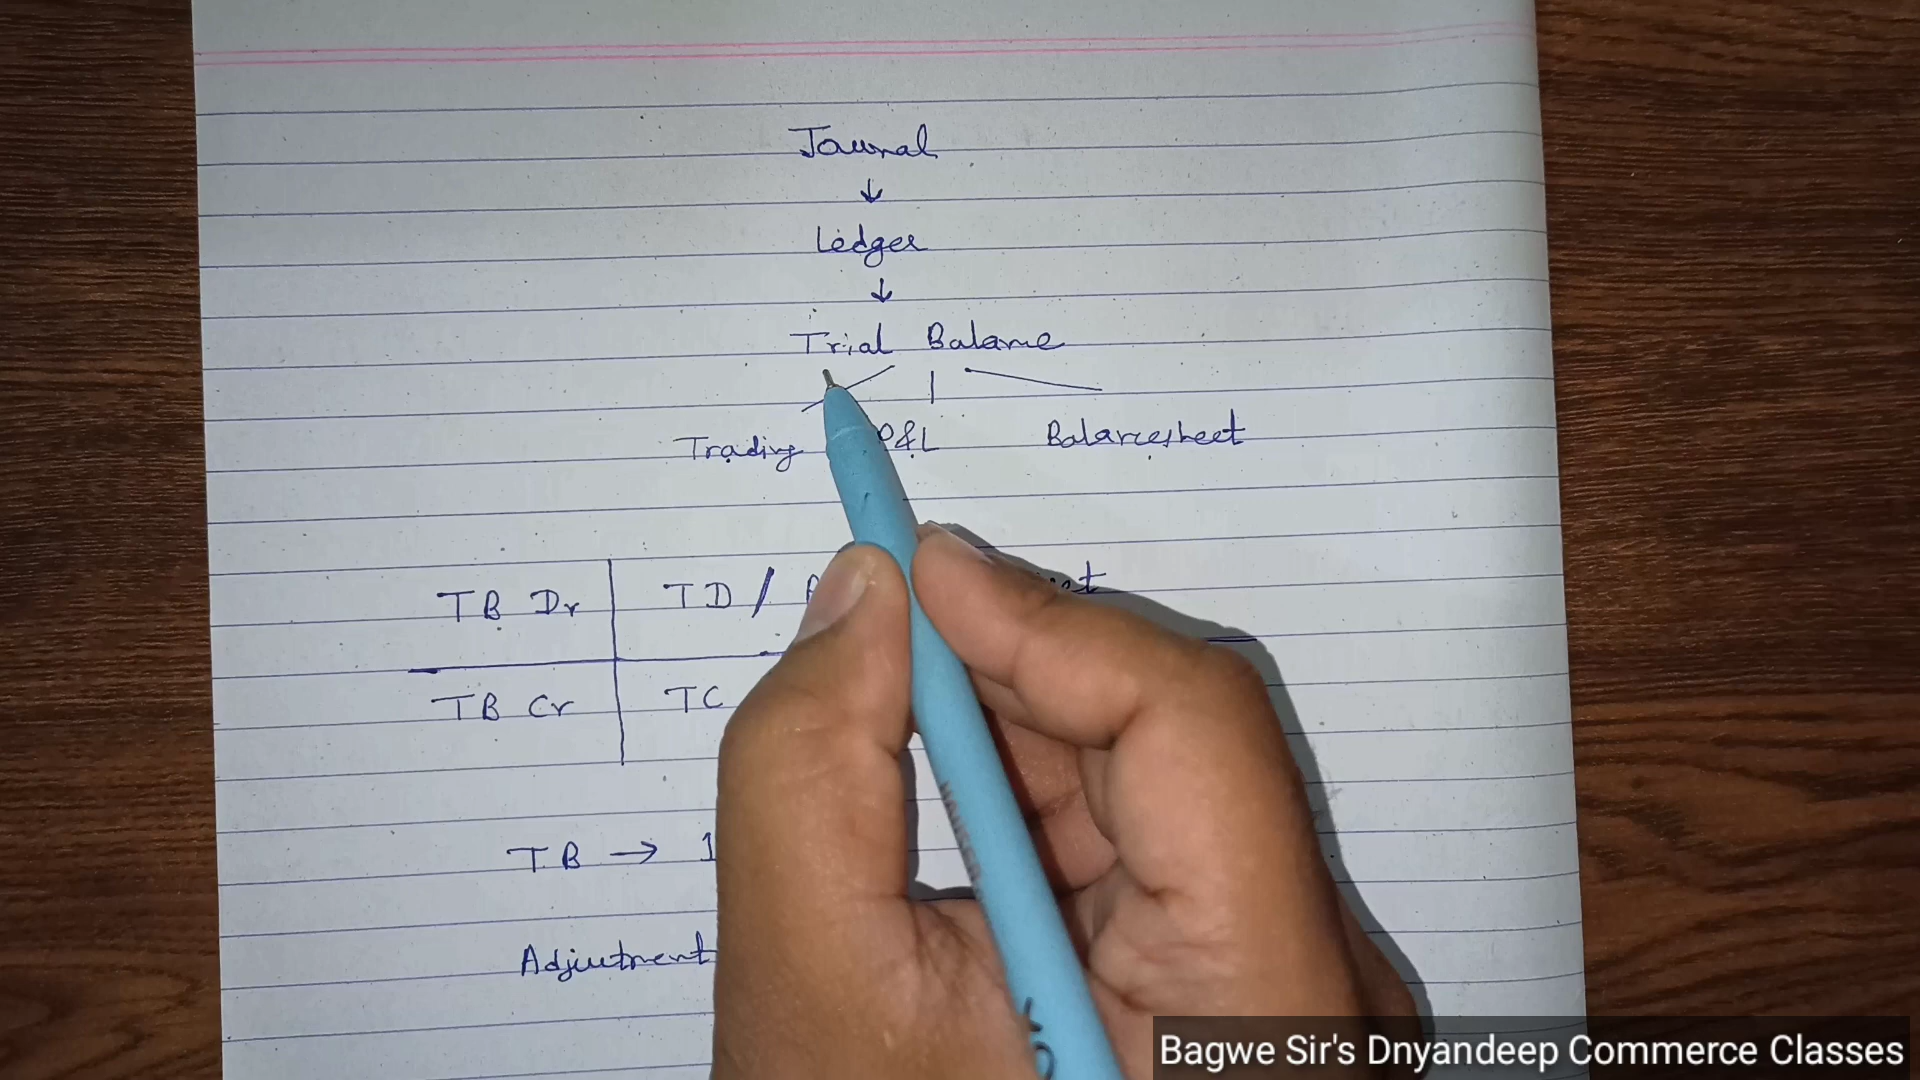 Journal
↓
Ledger
↓
Trial Balance
Trading P&L Balancesheet
TB Dr TD /
TB Cr TC
TB → 1
Adjustment
Bagwe Sir's Dnyandeep Commerce Classes